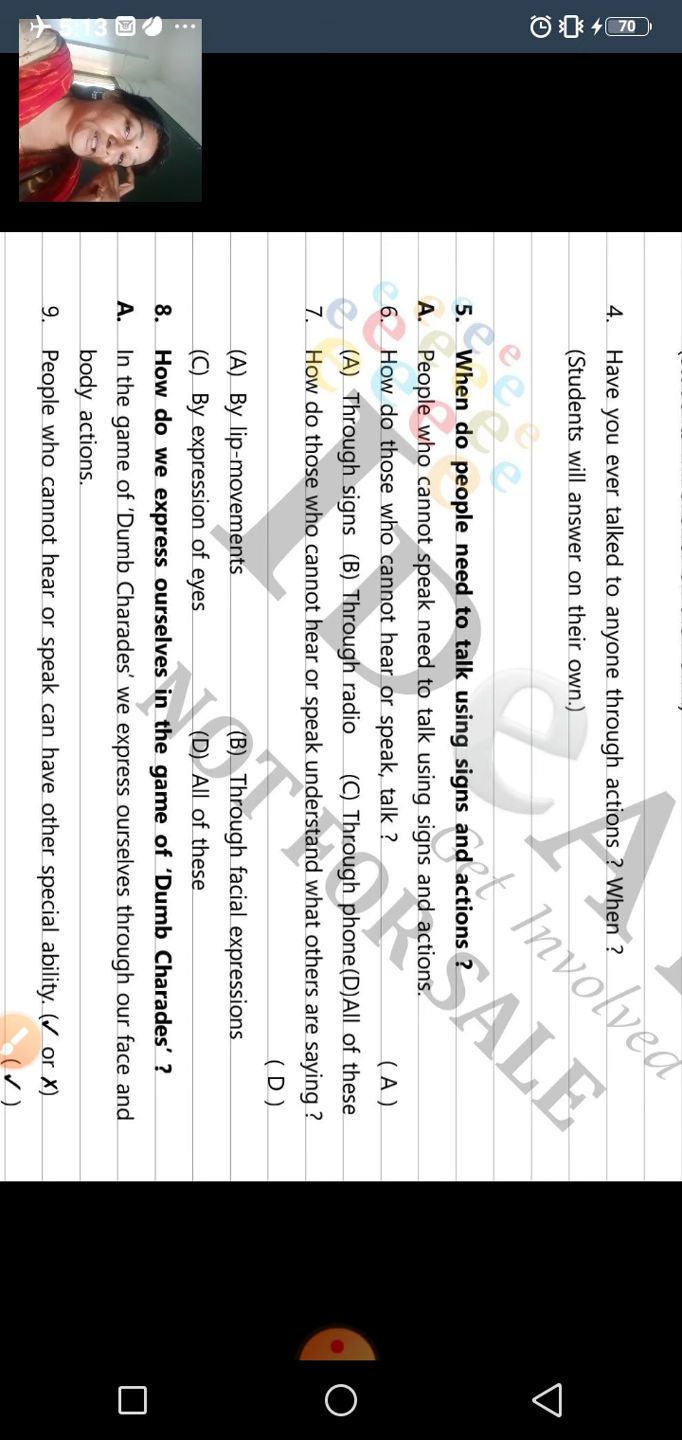 5:13
70
4. Have you ever talked to anyone through actions ? When ?
(Students will answer on their own.)
5. When do people need to talk using signs and actions ?
A. People who cannot speak need to talk using signs and actions.
6. How do those who cannot hear or speak, talk ? ( A )
(A) Through signs (B) Through radio (C) Through phone (D) All of these
7. How do those who cannot hear or speak understand what others are saying ?
( D )
(A) By lip-movements (B) Through facial expressions
(C) By expression of eyes (D) All of these
8. How do we express ourselves in the game of ‘Dumb Charades’ ?
A. In the game of ‘Dumb Charades’ we express ourselves through our face and
body actions.
9. People who cannot hear or speak can have other special ability. (✓ or ✗)
( ✓ )
IDeA
Get Involved
NOT FOR SALE